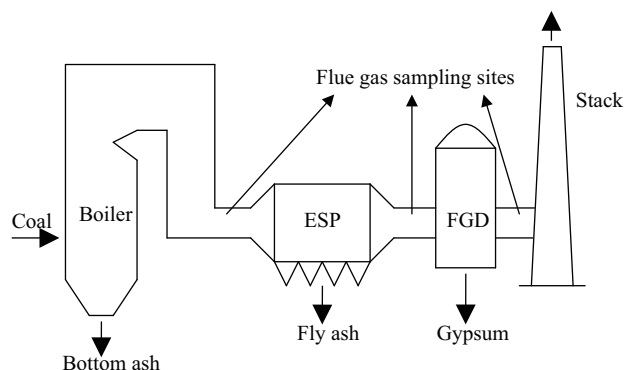 Flue gas sampling sites
Stack
Coal
Boiler
ESP
FGD
Fly ash
Gypsum
Bottom ash